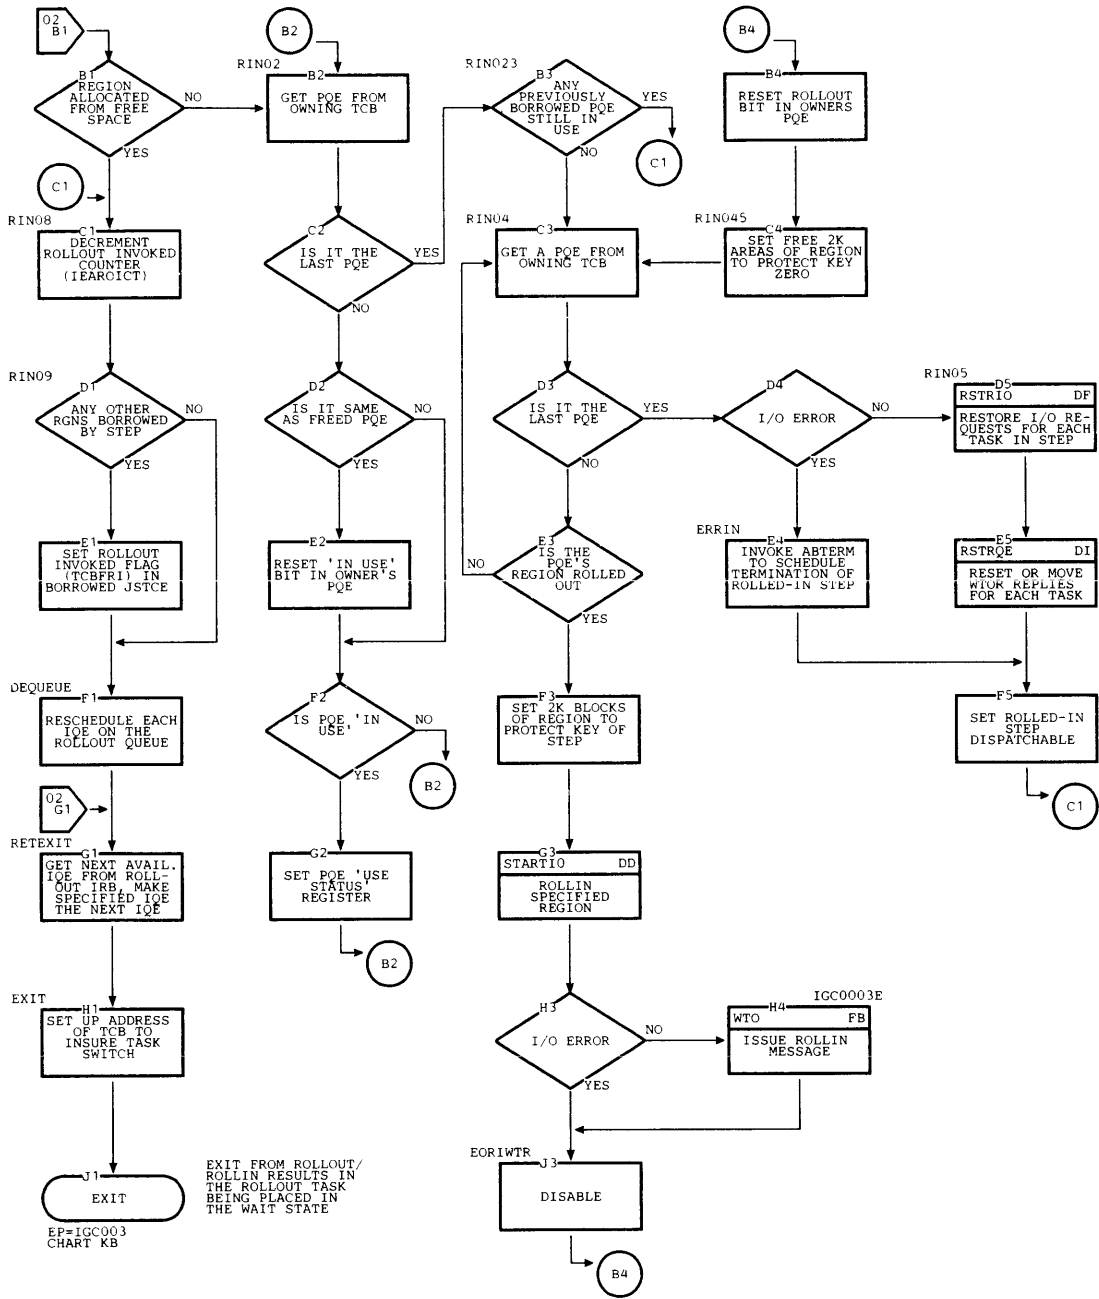 02
B1
B1
REGION
ALLOCATED
FROM FREE
SPACE
NO
YES
C1
RIN08
C1
DECREMENT
ROLLOUT INVOKED
COUNTER
(IEAROICT)
RIN09
D1
ANY OTHER
RGNS BORROWED
BY STEP
NO
YES
E1
SET ROLLOUT
INVOKED FLAG
(TCBFRI) IN
BORROWED JSTCE
DEQUEUE
F1
RESCHEDULE EACH
IQE ON THE
ROLLOUT QUEUE
02
G1
RETEXIT
G1
GET NEXT AVAIL.
IQE FROM ROLL-
OUT IRB, MAKE
SPECIFIED IQE
THE NEXT IQE
EXIT
H1
SET UP ADDRESS
OF TCB TO
INSURE TASK
SWITCH
J1
EXIT
EP=IGC003
CHART KB
EXIT FROM ROLLOUT/
ROLLIN RESULTS IN
THE ROLLOUT TASK
BEING PLACED IN
THE WAIT STATE
B2
RIN02
B2
GET PQE FROM
OWNING TCB
C2
IS IT THE
LAST PQE
YES
NO
D2
IS IT SAME
AS FREED PQE
NO
YES
E2
RESET 'IN USE'
BIT IN OWNER'S
PQE
F2
IS PQE 'IN
USE'
NO
YES
B2
G2
SET PQE 'USE
STATUS'
REGISTER
B2
RIN023
B3
ANY
PREVIOUSLY
BORROWED PQE
STILL IN
USE
YES
NO
C1
RIN04
C3
GET A PQE FROM
OWNING TCB
D3
IS IT THE
LAST PQE
YES
NO
E3
IS THE
PQE'S
REGION ROLLED
OUT
NO
YES
F3
SET 2K BLOCKS
OF REGION TO
PROTECT KEY OF
STEP
G3
STARTIO DD
ROLLIN
SPECIFIED
REGION
H3
I/O ERROR
NO
YES
EORIWTR
J3
DISABLE
B4
B4
B4
RESET ROLLOUT
BIT IN OWNERS
PQE
RIN045
C4
SET FREE 2K
AREAS OF REGION
TO PROTECT KEY
ZERO
D4
I/O ERROR
NO
YES
ERRIN
E4
INVOKE ABTERM
TO SCHEDULE
TERMINATION OF
ROLLED-IN STEP
IGC0003E
H4
WTO FB
ISSUE ROLLIN
MESSAGE
RIN05
D5
RSTRIO DF
RESTORE I/O RE-
QUESTS FOR EACH
TASK IN STEP
E5
RSTRQE DI
RESET OR MOVE
WTOR REPLIES
FOR EACH TASK
F5
SET ROLLED-IN
STEP
DISPATCHABLE
C1